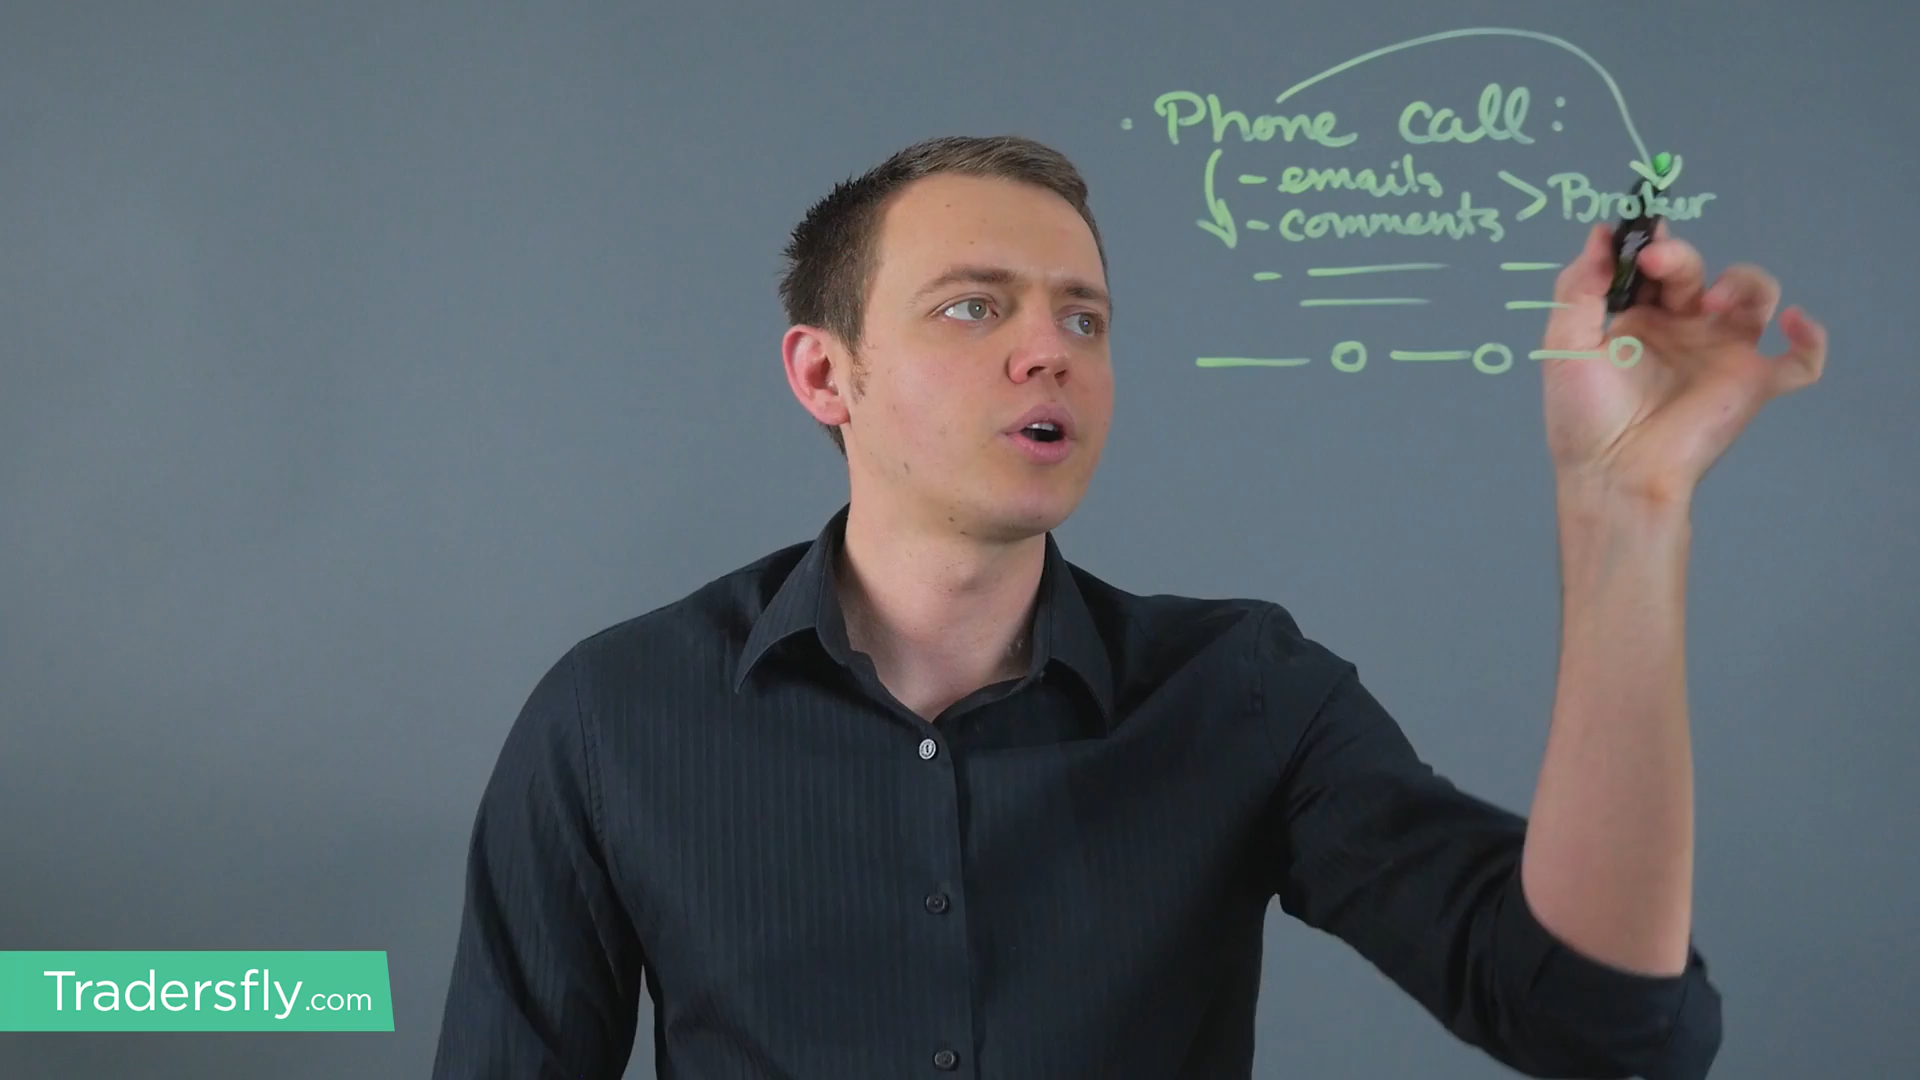 · Phone call:
- emails > Broker
- comments
Tradersfly.com